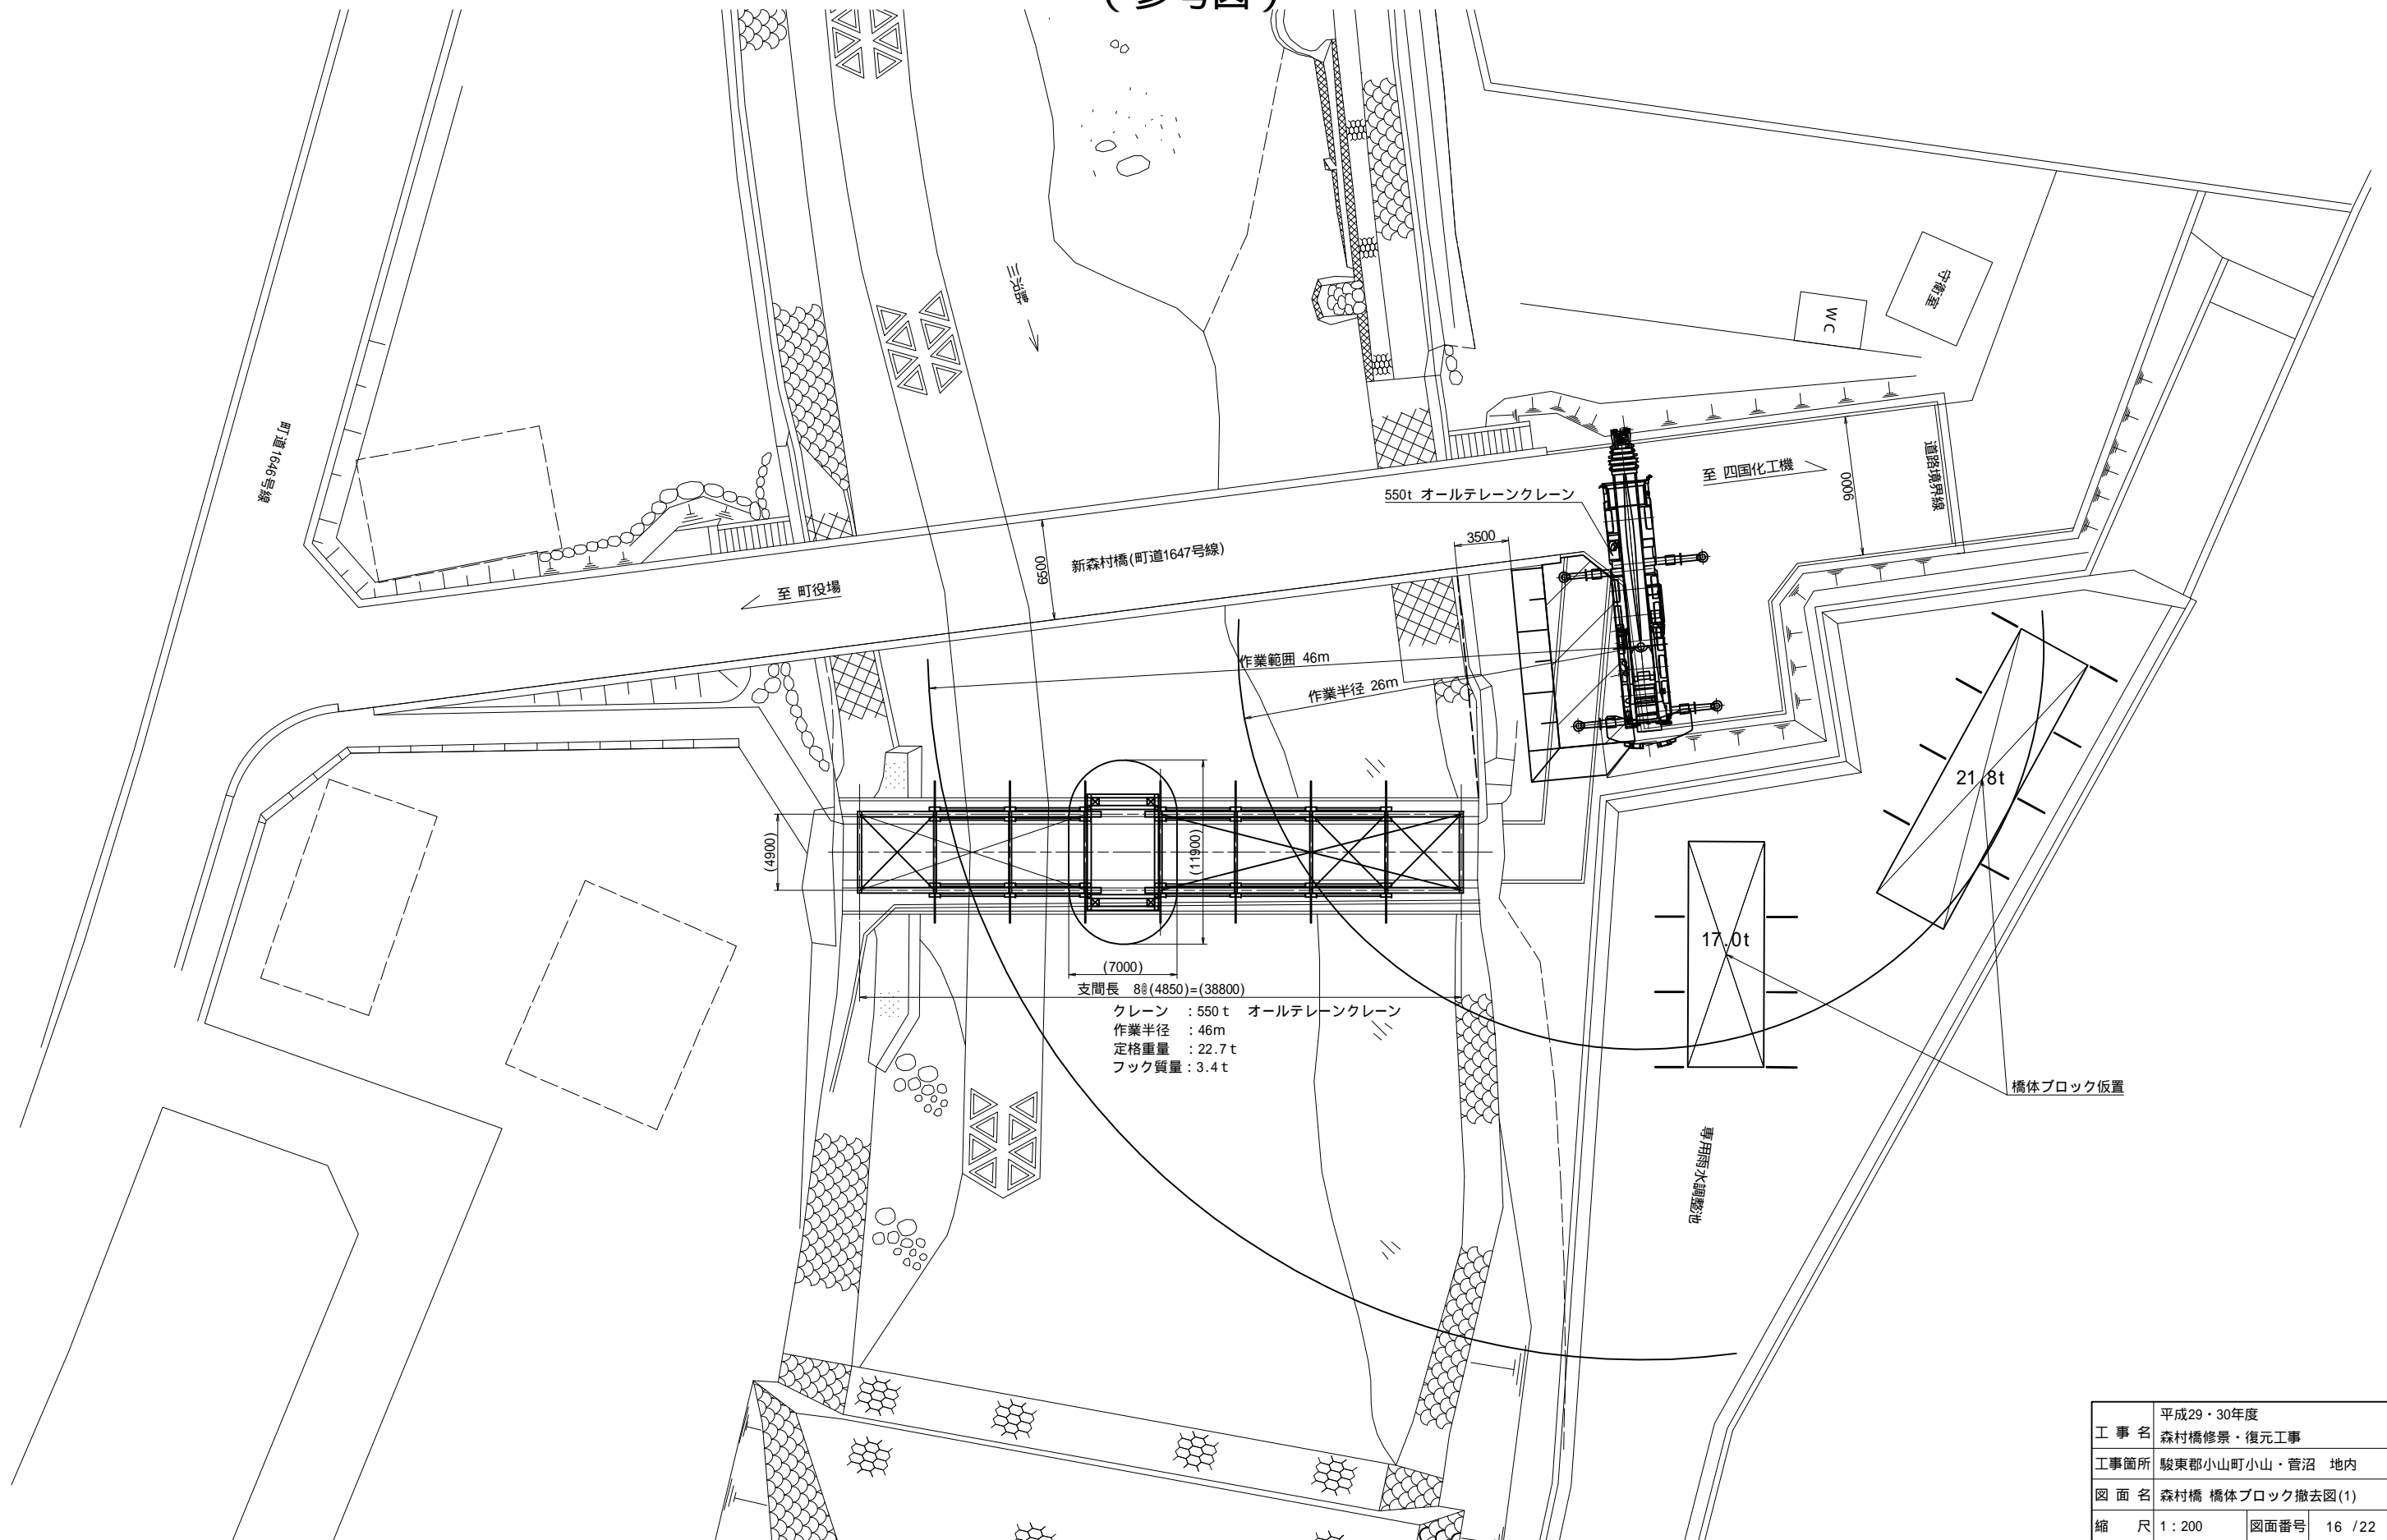 (参考図)
鮎沢川
守衛室
WC
町道1646号線
至 四国化工機
9000
道路境界線
550t オールテレーンクレーン
3500
新森村橋(町道1647号線)
6500
至 町役場
作業範囲 46m
作業半径 26m
21.8t
(4900)
(11900)
17.0t
(7000)
支間長 8@(4850)=(38800)
クレーン :550t オールテレーンクレーン
作業半径 :46m
定格重量 :22.7t
フック質量:3.4t
橋体ブロック仮置
専用雨水調整池
工事名 平成29・30年度
森村橋修景・復元工事
工事箇所 駿東郡小山町小山・菅沼 地内
図面名 森村橋 橋体ブロック撤去図(1)
縮尺 1:200 図面番号 16 /22